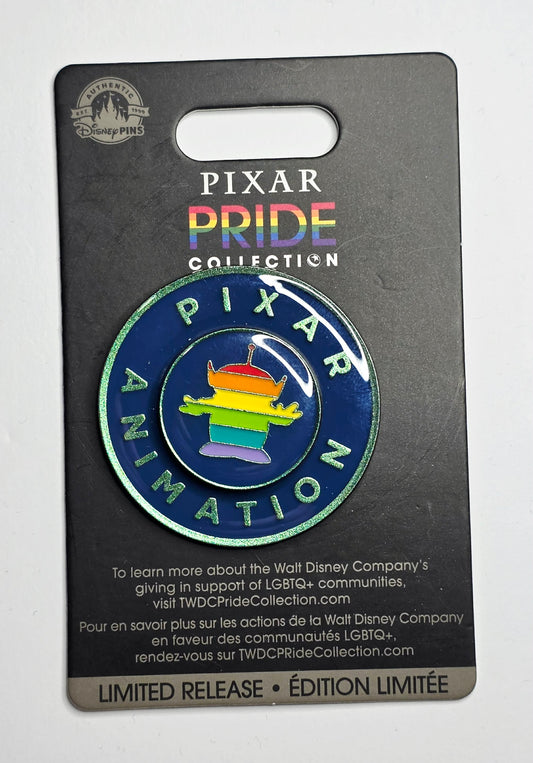 AUTHENTIC
EST. 1999
Disney PINS
PIXAR
PRIDE
COLLECTION
PIXAR
ANIMATION
To learn more about the Walt Disney Company's
giving in support of LGBTQ+ communities,
visit TWDCPrideCollection.com
Pour en savoir plus sur les actions de la Walt Disney Company
en faveur des communautés LGBTQ+,
rendez-vous sur TWDCPRideCollection.com
LIMITED RELEASE • ÉDITION LIMITÉE